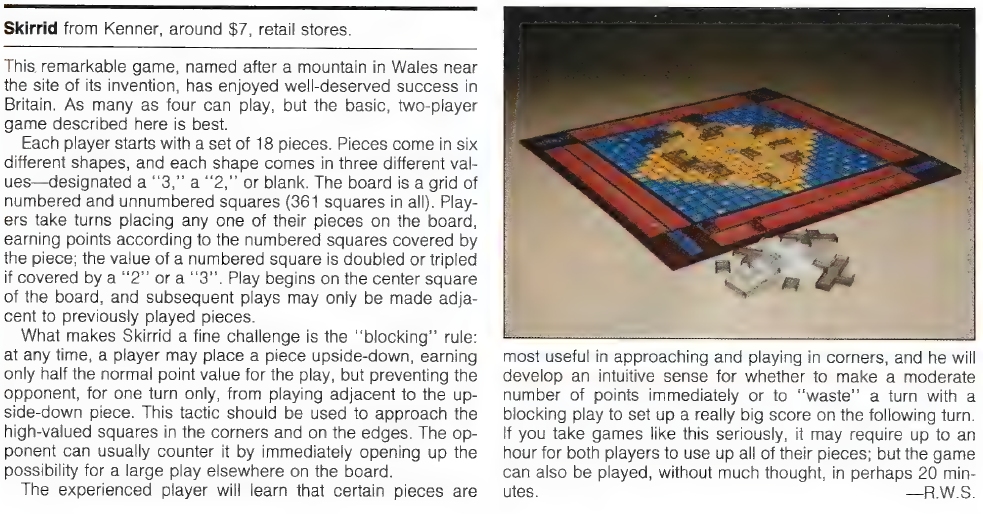 Skirrid from Kenner, around $7, retail stores.
This remarkable game, named after a mountain in Wales near
the site of its invention, has enjoyed well-deserved success in
Britain. As many as four can play, but the basic, two-player
game described here is best.
Each player starts with a set of 18 pieces. Pieces come in six
different shapes, and each shape comes in three different val-
ues—designated a "3," a "2," or blank. The board is a grid of
numbered and unnumbered squares (361 squares in all). Play-
ers take turns placing any one of their pieces on the board,
earning points according to the numbered squares covered by
the piece; the value of a numbered square is doubled or tripled
if covered by a "2" or a "3". Play begins on the center square
of the board, and subsequent plays may only be made adja-
cent to previously played pieces.
What makes Skirrid a fine challenge is the "blocking" rule:
at any time, a player may place a piece upside-down, earning
only half the normal point value for the play, but preventing the
opponent, for one turn only, from playing adjacent to the up-
side-down piece. This tactic should be used to approach the
high-valued squares in the corners and on the edges. The op-
ponent can usually counter it by immediately opening up the
possibility for a large play elsewhere on the board.
The experienced player will learn that certain pieces are
most useful in approaching and playing in corners, and he will
develop an intuitive sense for whether to make a moderate
number of points immediately or to "waste" a turn with a
blocking play to set up a really big score on the following turn.
If you take games like this seriously, it may require up to an
hour for both players to use up all of their pieces; but the game
can also be played, without much thought, in perhaps 20 min-
utes. —R.W.S.